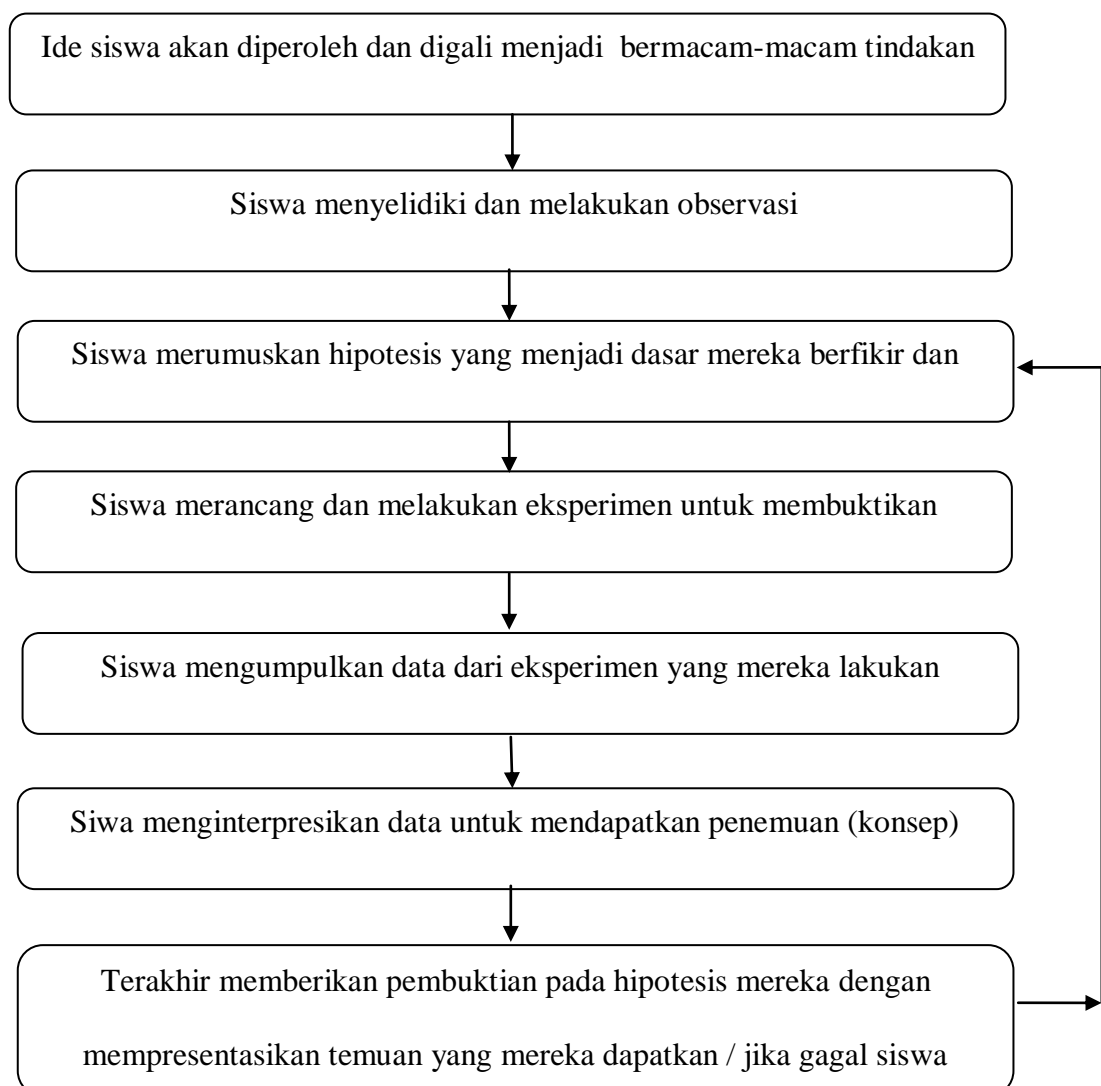 Ide siswa akan diperoleh dan digali menjadi bermacam-macam tindakan
Siswa menyelidiki dan melakukan observasi
Siswa merumuskan hipotesis yang menjadi dasar mereka berfikir dan
Siswa merancang dan melakukan eksperimen untuk membuktikan
Siswa mengumpulkan data dari eksperimen yang mereka lakukan
Siwa menginterpresikan data untuk mendapatkan penemuan (konsep)
Terakhir memberikan pembuktian pada hipotesis mereka dengan
mempresentasikan temuan yang mereka dapatkan / jika gagal siswa